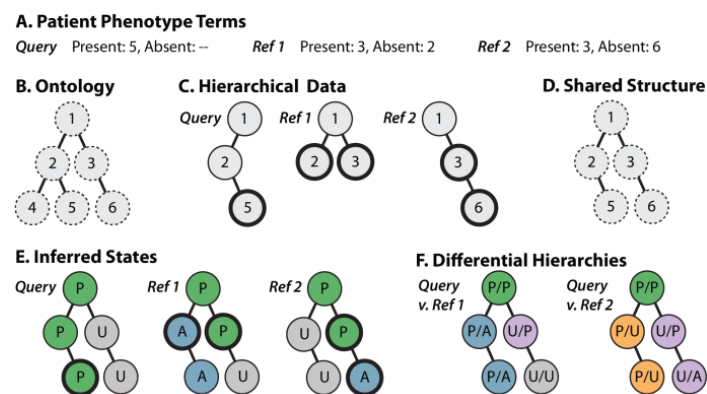 A. Patient Phenotype Terms
Query Present: 5, Absent: -- Ref 1 Present: 3, Absent: 2 Ref 2 Present: 3, Absent: 6
B. Ontology
1
2 3
4 5 6
C. Hierarchical Data
Query 1 Ref 1 1 Ref 2 1
2 2 3 3
5 6
D. Shared Structure
1
2 3
5 6
E. Inferred States
Query P Ref 1 P Ref 2 P
P U A P U P
P U A U U A
F. Differential Hierarchies
Query v. Ref 1 P/P Query v. Ref 2 P/P
P/A U/P P/U U/P
P/A U/U P/U U/A